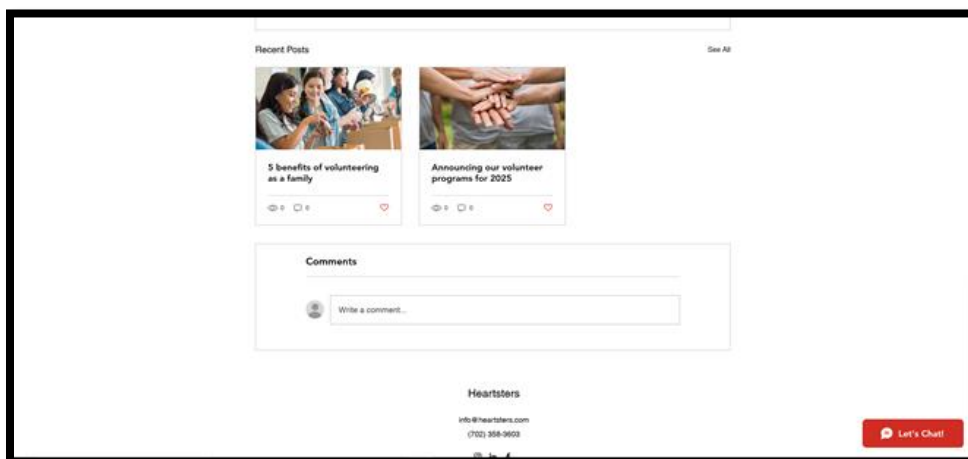 Recent Posts
See All
5 benefits of volunteering
as a family
0 0
Announcing our volunteer
programs for 2025
0 0
Comments
Write a comment...
Heartsters
info@heartsters.com
(702) 358-3603
Let's Chat!